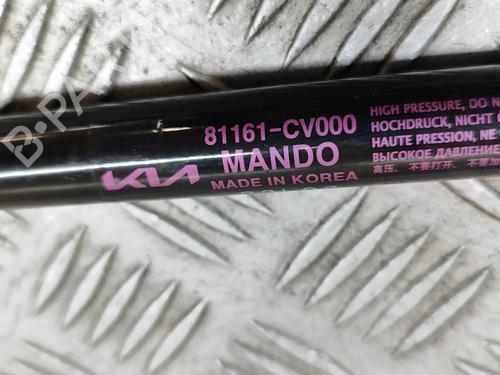 81161-CV000
KIA MANDO
MADE IN KOREA
HIGH PRESSURE, DO N
HOCHDRUCK, NICHT
HAUTE PRESSION, NE
ВЫСОКОЕ ДАВЛЕНИЕ
高压、不要打开、不要加
B-PA